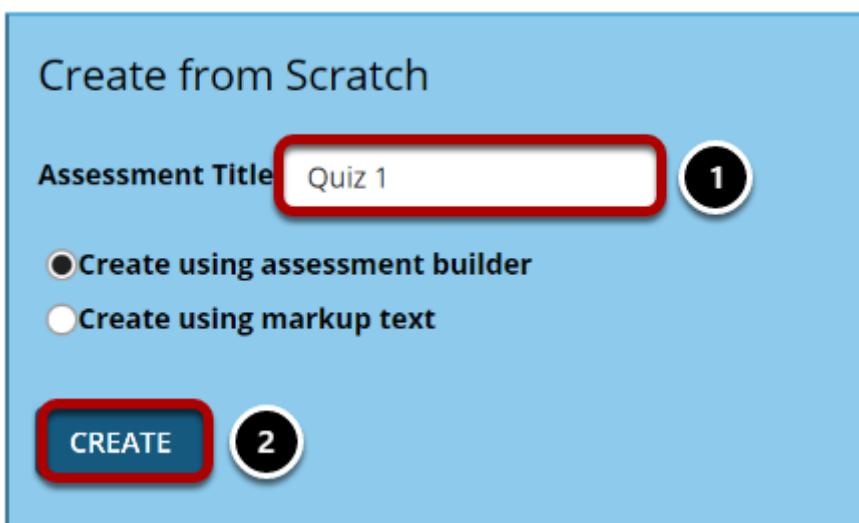 Create from Scratch
Assessment Title Quiz 1 1
Create using assessment builder
Create using markup text
CREATE 2